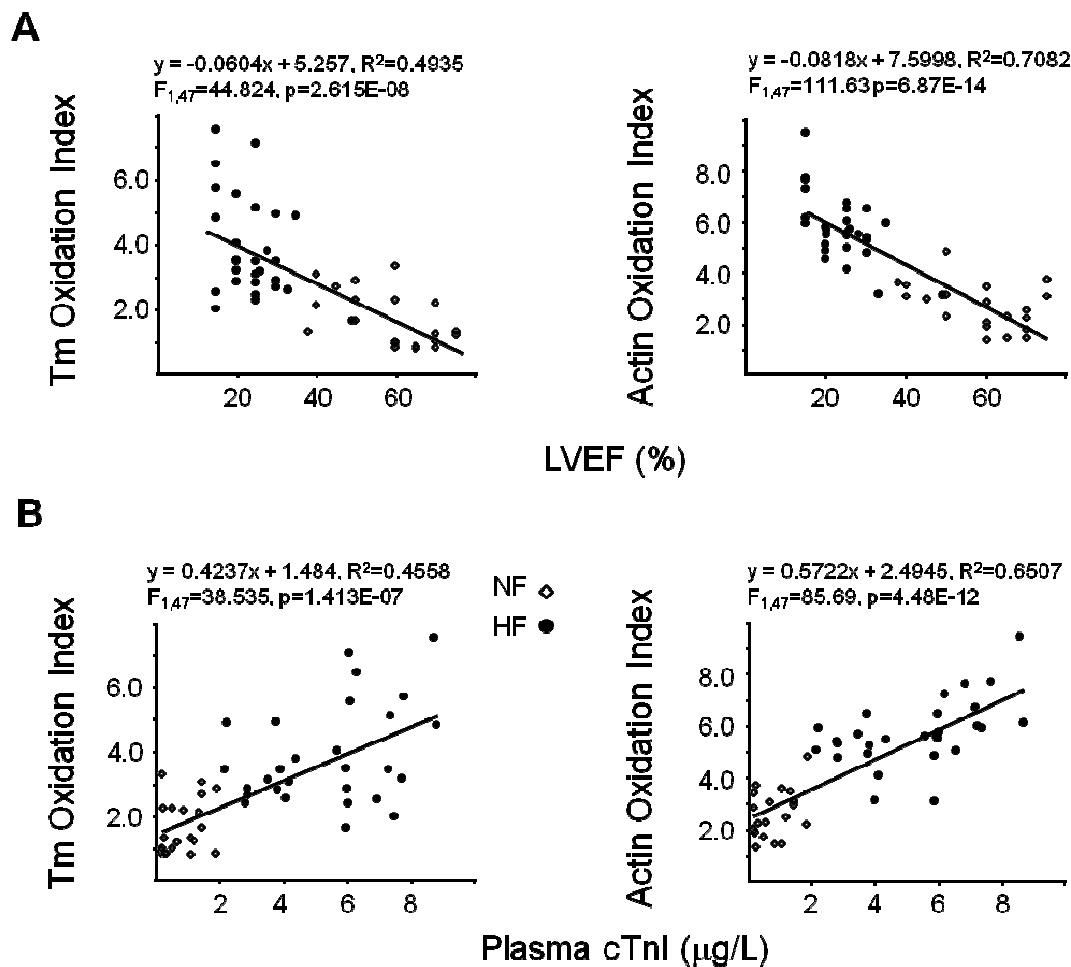 A
y = -0.0604x + 5.257, R²=0.4935
F1,47=44.824, p=2.615E-08
Tm Oxidation Index
6.0
4.0
2.0
20 40 60
y = -0.0818x + 7.5998, R²=0.7082
F1,47=111.63p=6.87E-14
Actin Oxidation Index
8.0
6.0
4.0
2.0
20 40 60
LVEF (%)
B
y = 0.4237x + 1.484, R²=0.4558
F1,47=38.535, p=1.413E-07
Tm Oxidation Index
6.0
4.0
2.0
2 4 6 8
NF
HF
y = 0.5722x + 2.4945, R²=0.6507
F1,47=85.69, p=4.48E-12
Actin Oxidation Index
8.0
6.0
4.0
2.0
2 4 6 8
Plasma cTnI (μg/L)